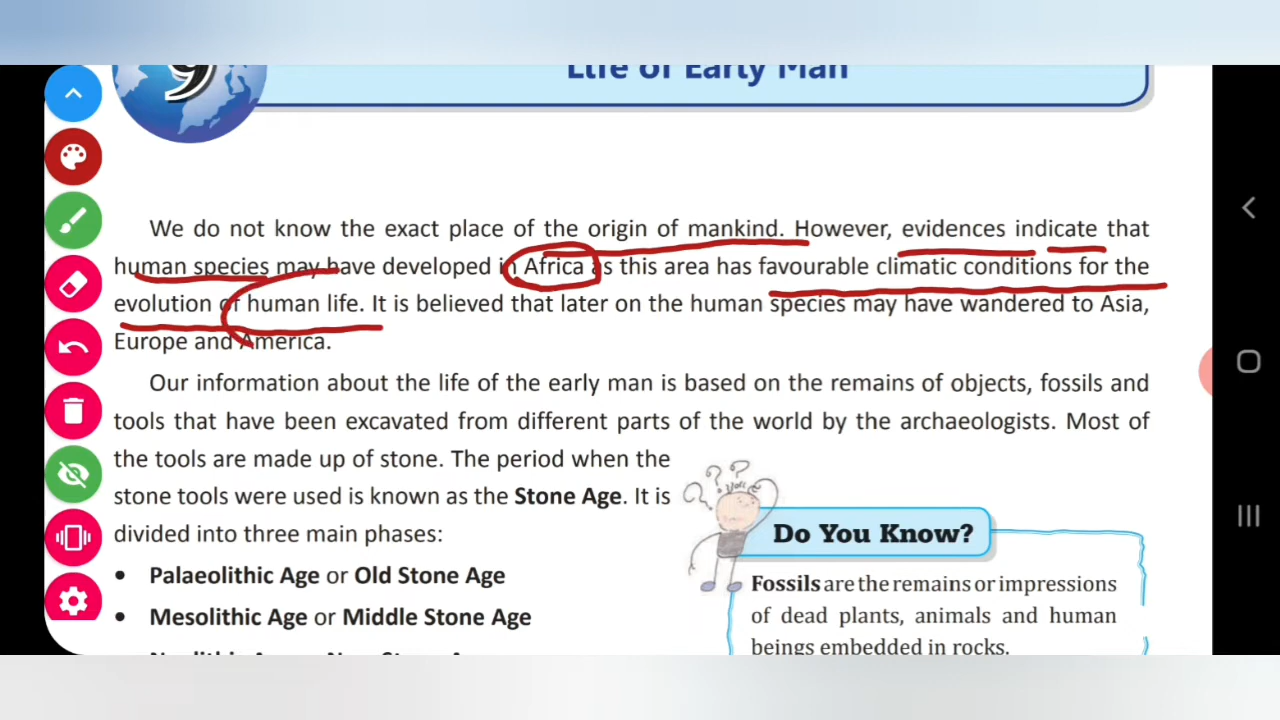 9
Life of Early Man
We do not know the exact place of the origin of mankind. However, evidences indicate that
human species may have developed in Africa as this area has favourable climatic conditions for the
evolution of human life. It is believed that later on the human species may have wandered to Asia,
Europe and America.
Our information about the life of the early man is based on the remains of objects, fossils and
tools that have been excavated from different parts of the world by the archaeologists. Most of
the tools are made up of stone. The period when the
stone tools were used is known as the Stone Age. It is
divided into three main phases:
• Palaeolithic Age or Old Stone Age
• Mesolithic Age or Middle Stone Age
Do You Know?
Fossils are the remains or impressions
of dead plants, animals and human
beings embedded in rocks.